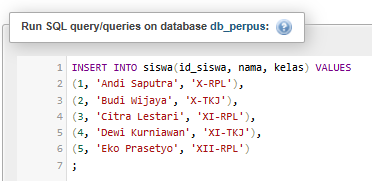 Run SQL query/queries on database db_perpus:
1 INSERT INTO siswa(id_siswa, nama, kelas) VALUES
2 (1, 'Andi Saputra', 'X-RPL'),
3 (2, 'Budi Wijaya', 'X-TKJ'),
4 (3, 'Citra Lestari', 'XI-RPL'),
5 (4, 'Dewi Kurniawan', 'XI-TKJ'),
6 (5, 'Eko Prasetyo', 'XII-RPL')
7 ;